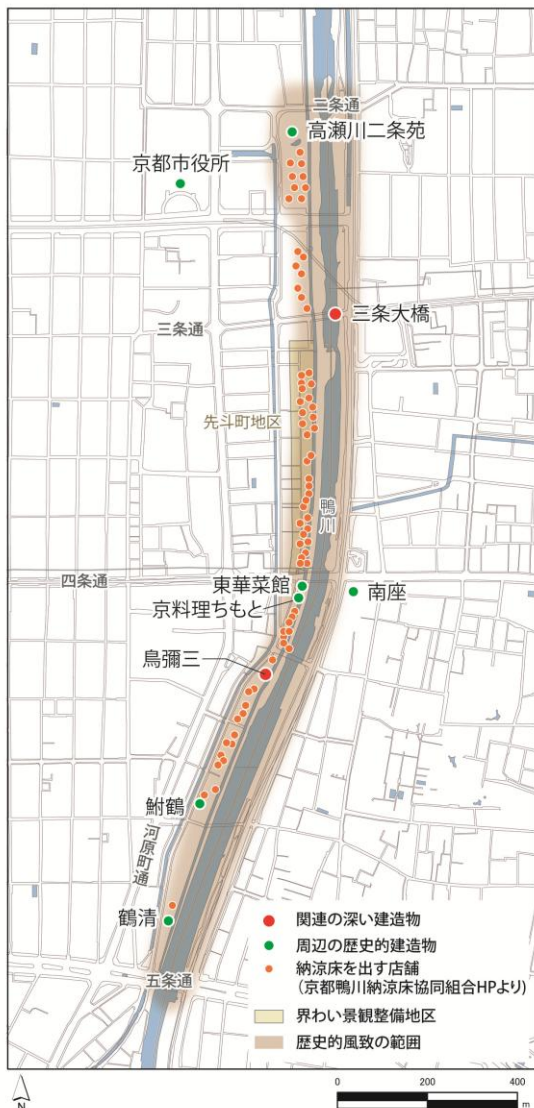 二条通
高瀬川二条苑
京都市役所
三条大橋
三条通
先斗町地区
鴨川
四条通
東華菜館
京料理ちもと
南座
鳥彌三
鮒鶴
河原町通
鶴清
五条通
関連の深い建造物
周辺の歴史的建造物
納涼床を出す店舗
(京都鴨川納涼床協同組合HPより)
界わい景観整備地区
歴史的風致の範囲
N
0 200 400
m